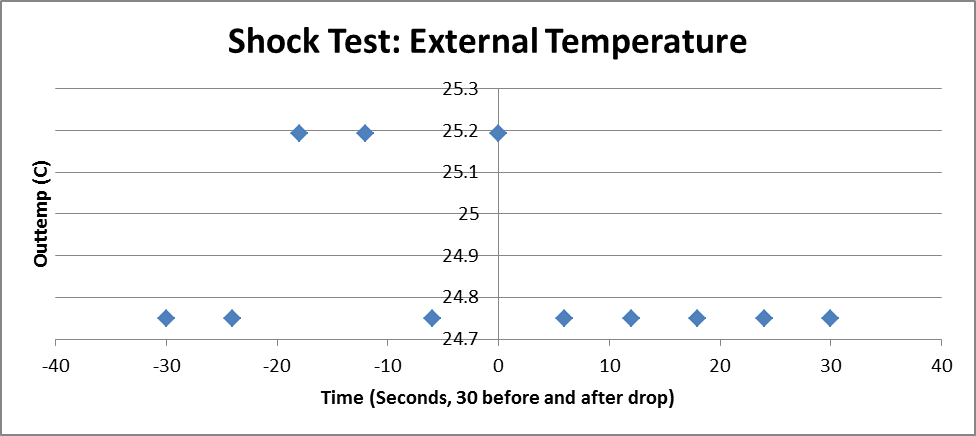 Shock Test: External Temperature
25.3
25.2
25.1
25
24.9
24.8
24.7
Outtemp (C)
-40 -30 -20 -10 0 10 20 30 40
Time (Seconds, 30 before and after drop)